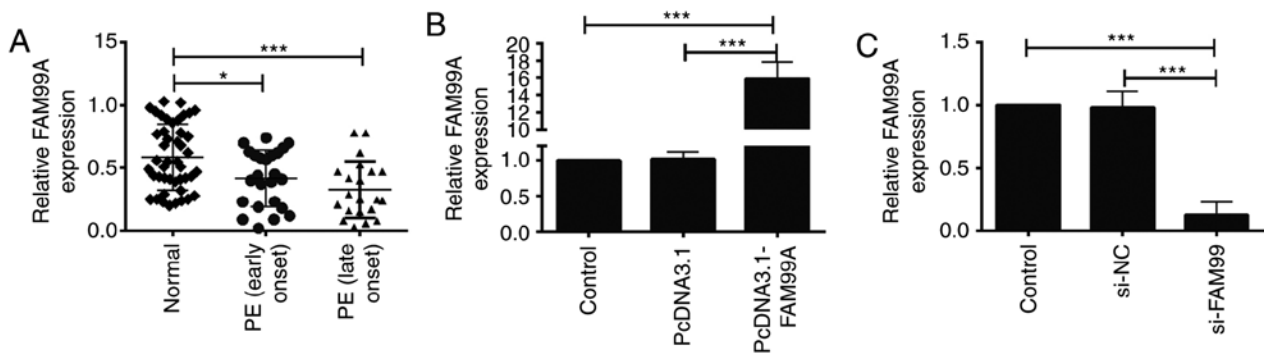 A
Relative FAM99A
expression
15
1.0
0.5
0.0
***
*
Normal
PE (early
onset)
PE (late
onset)
B
Relative FAM99A
expression
20
18
16
14
12
10
1.0
0.5
0.0
***
***
Control
PcDNA3.1
PcDNA3.1-
FAM99A
C
Relative FAM99A
expression
1.5
1.0
0.5
0.0
***
***
Control
si-NC
si-FAM99